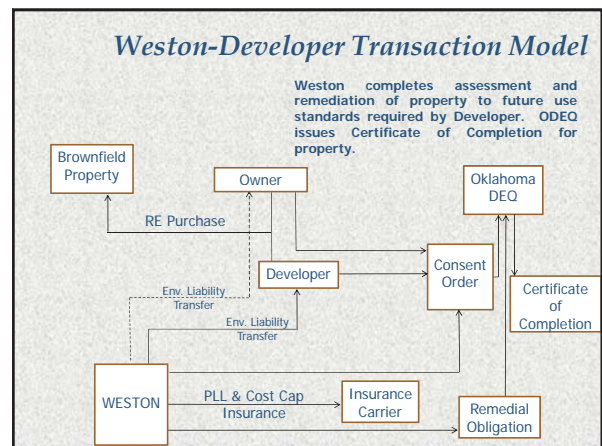 Weston-Developer Transaction Model
Weston completes assessment and
remediation of property to future use
standards required by Developer. ODEQ
issues Certificate of Completion for
property.
Brownfield
Property
Owner
Oklahoma
DEQ
RE Purchase
Developer
Consent
Order
Certificate
of
Completion
Env. Liability
Transfer
Env. Liability
Transfer
WESTON
PLL & Cost Cap
Insurance
Insurance
Carrier
Remedial
Obligation